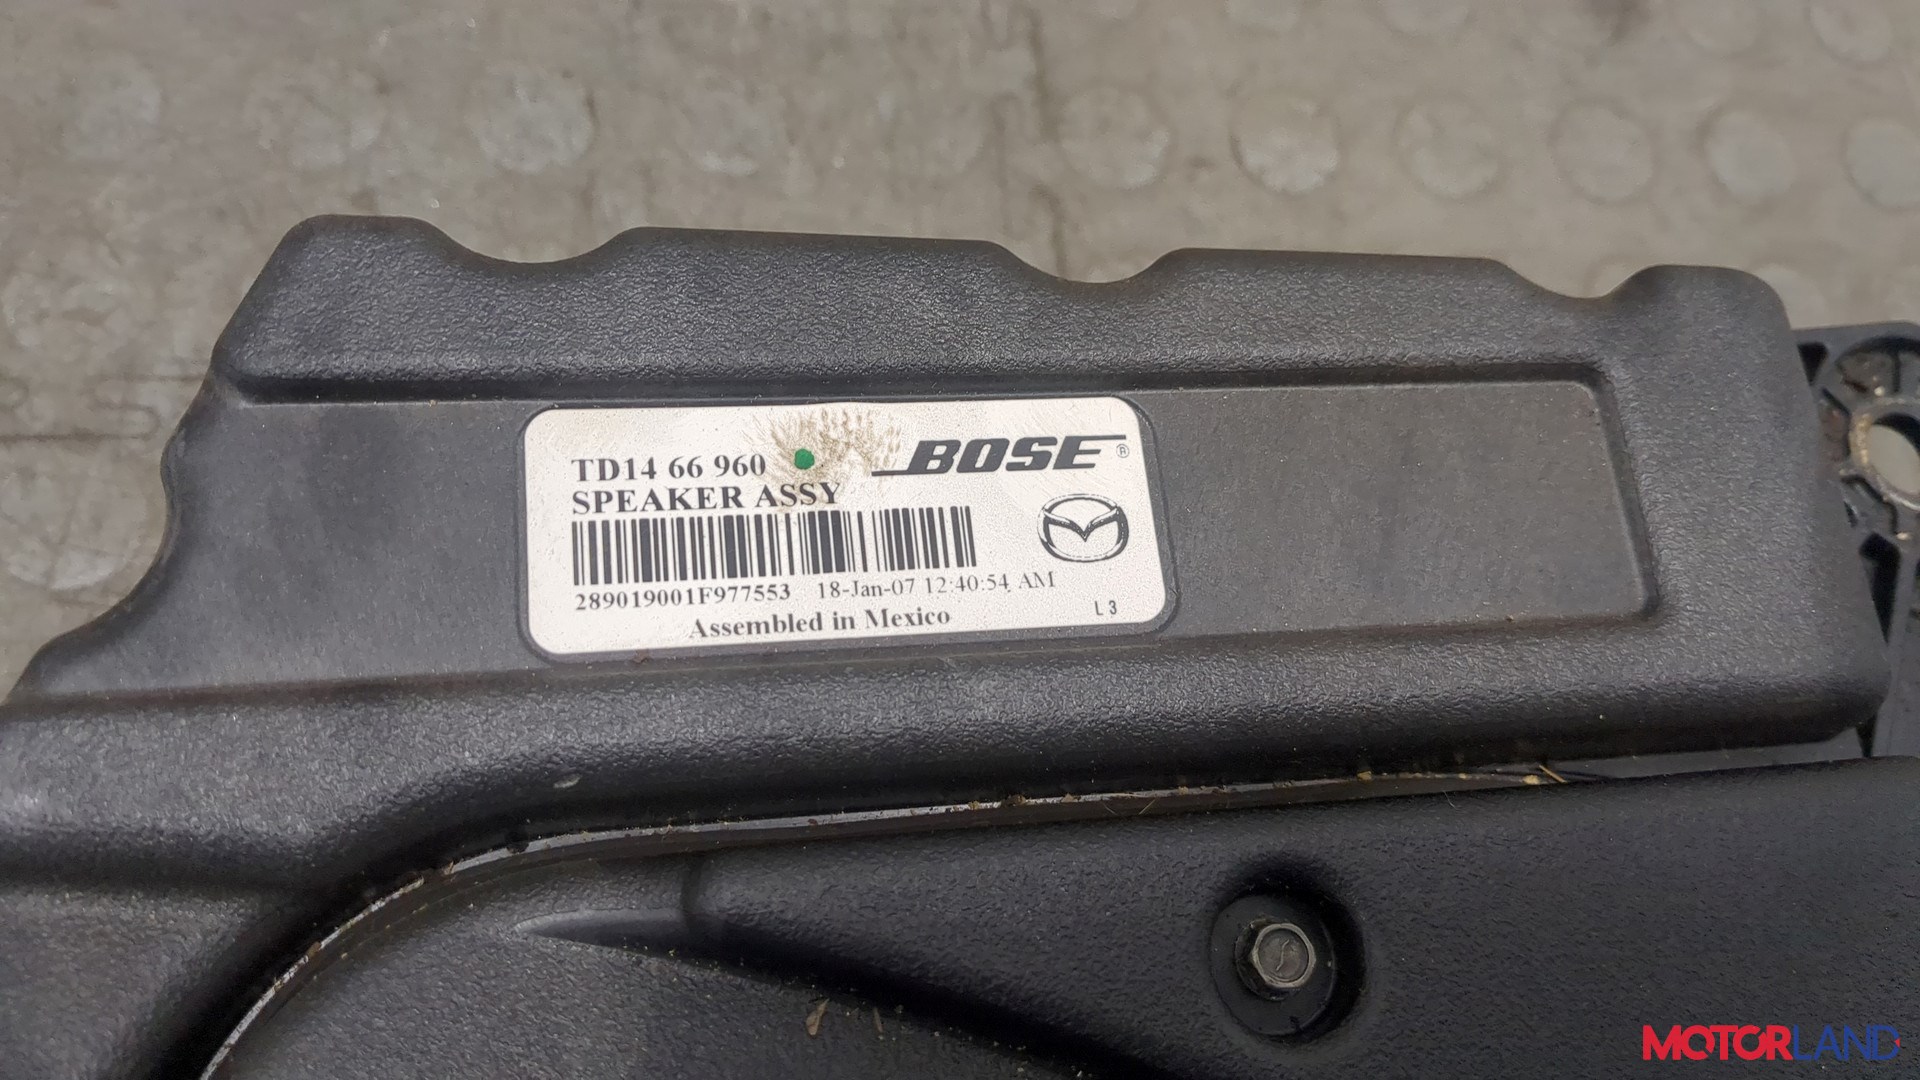 TD14 66 960
BOSE®
SPEAKER ASSY
289019001F977553 18-Jan-07 12:40:54 AM
Assembled in Mexico
L3
MOTORLAND